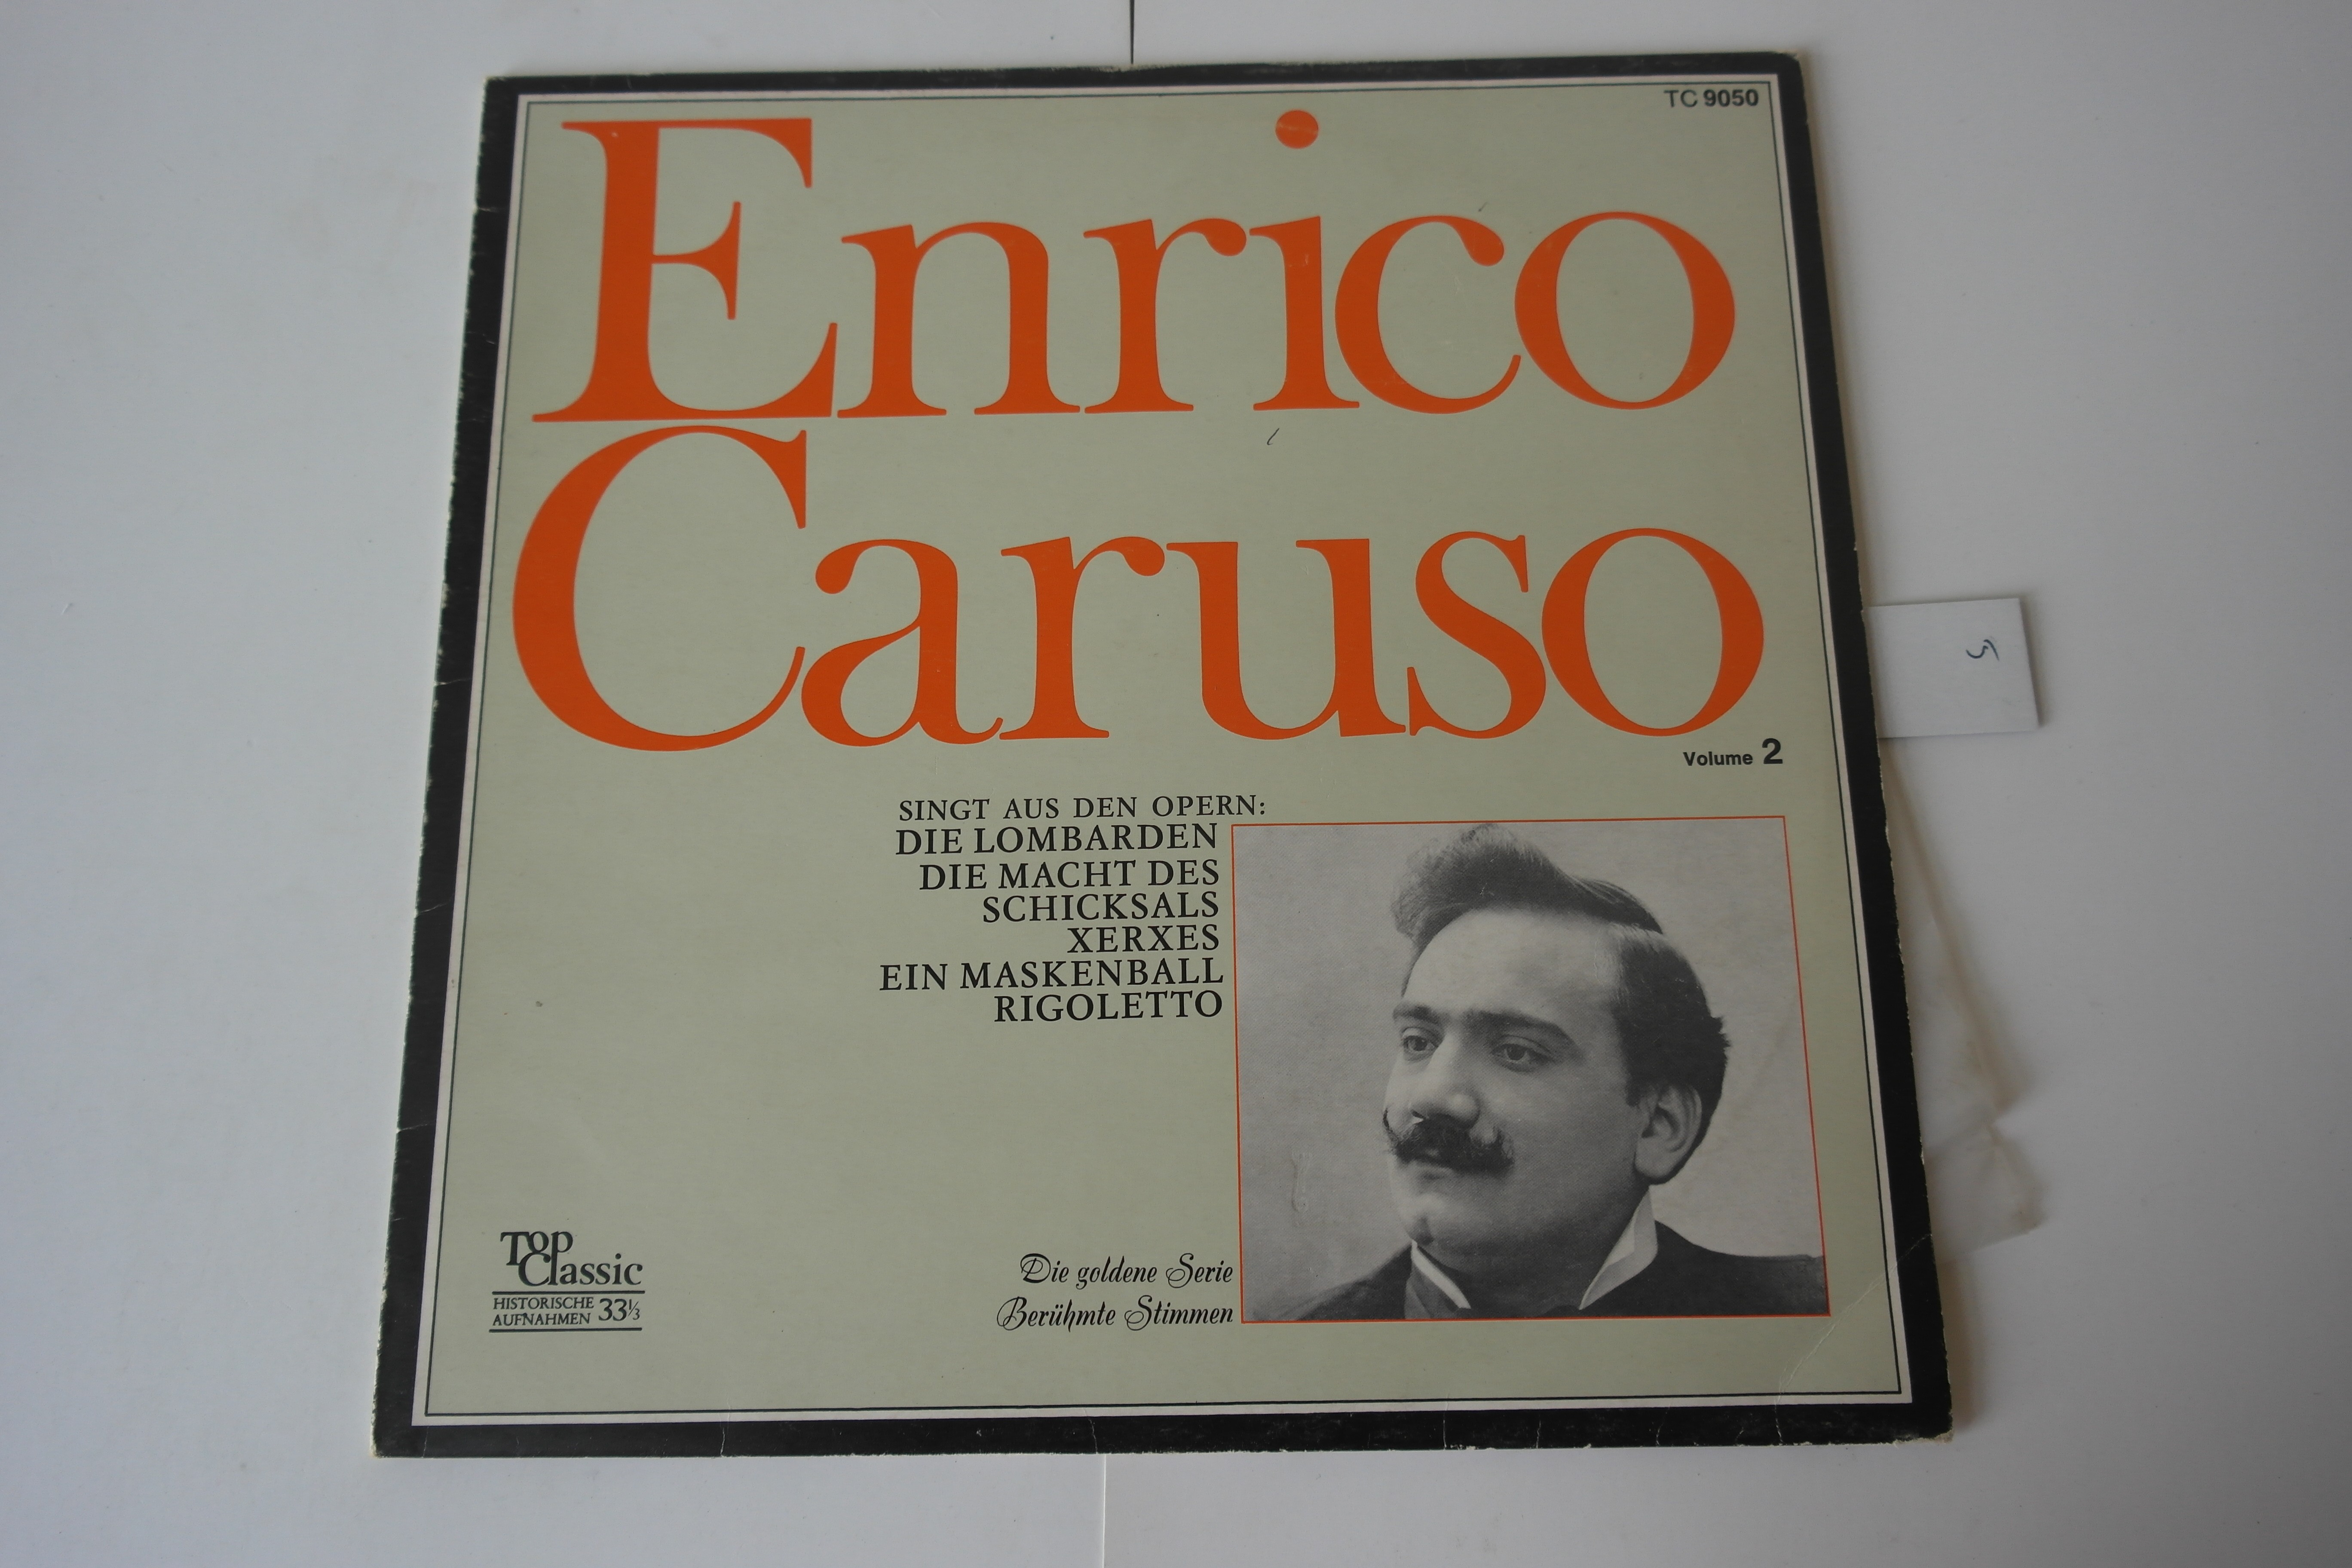 TC 9050
Enrico
Caruso
Volume 2
SINGT AUS DEN OPERN:
DIE LOMBARDEN
DIE MACHT DES
SCHICKSALS
XERXES
EIN MASKENBALL
RIGOLETTO
Top
Classic
HISTORISCHE
AUFNAHMEN 33⅓
Die goldene Serie
Berühmte Stimmen